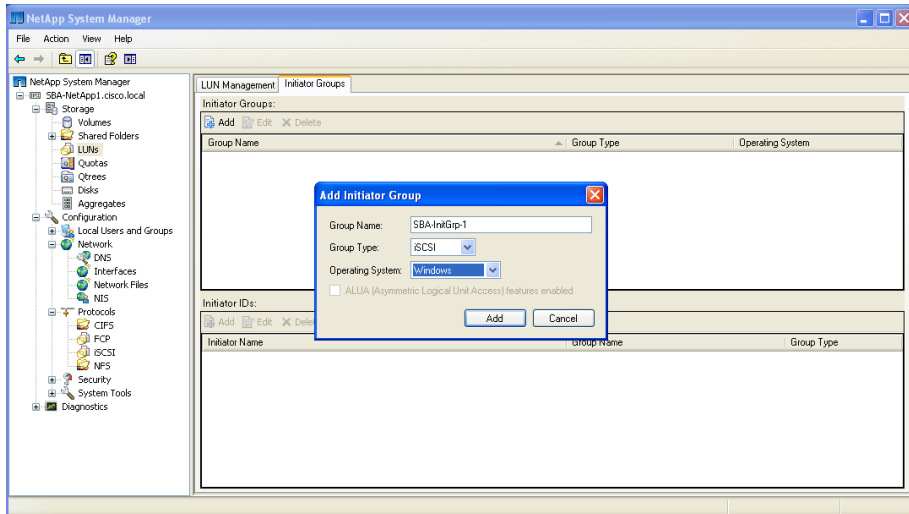 NetApp System Manager
File Action View Help
NetApp System Manager
SBA-NetApp1.cisco.local
Storage
Volumes
Shared Folders
LUNs
Quotas
Qtrees
Disks
Aggregates
Configuration
Local Users and Groups
Network
DNS
Interfaces
Network Files
NIS
Protocols
CIFS
FCP
iSCSI
NFS
Security
System Tools
Diagnostics
LUN Management Initiator Groups
Initiator Groups:
Add Edit Delete
Group Name Group Type Operating System
Add Initiator Group
Group Name: SBA-InitGrp-1
Group Type: iSCSI
Operating System: Windows
ALUA (Asymmetric Logical Unit Access) features enabled
Add Cancel
Initiator IDs:
Add Edit Dele
Initiator Name Group Name Group Type